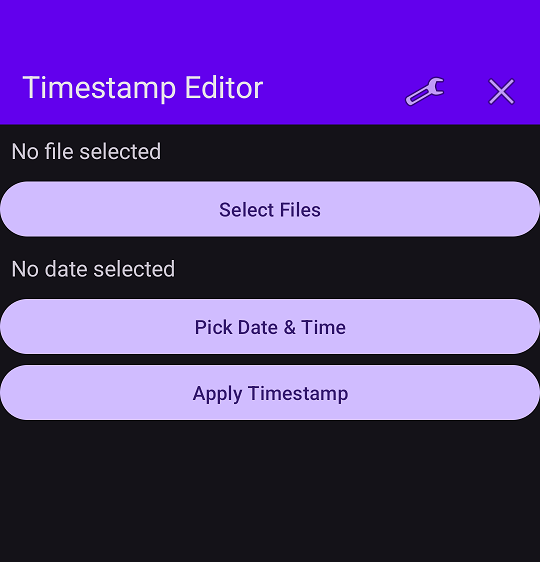 Timestamp Editor
No file selected
Select Files
No date selected
Pick Date & Time
Apply Timestamp